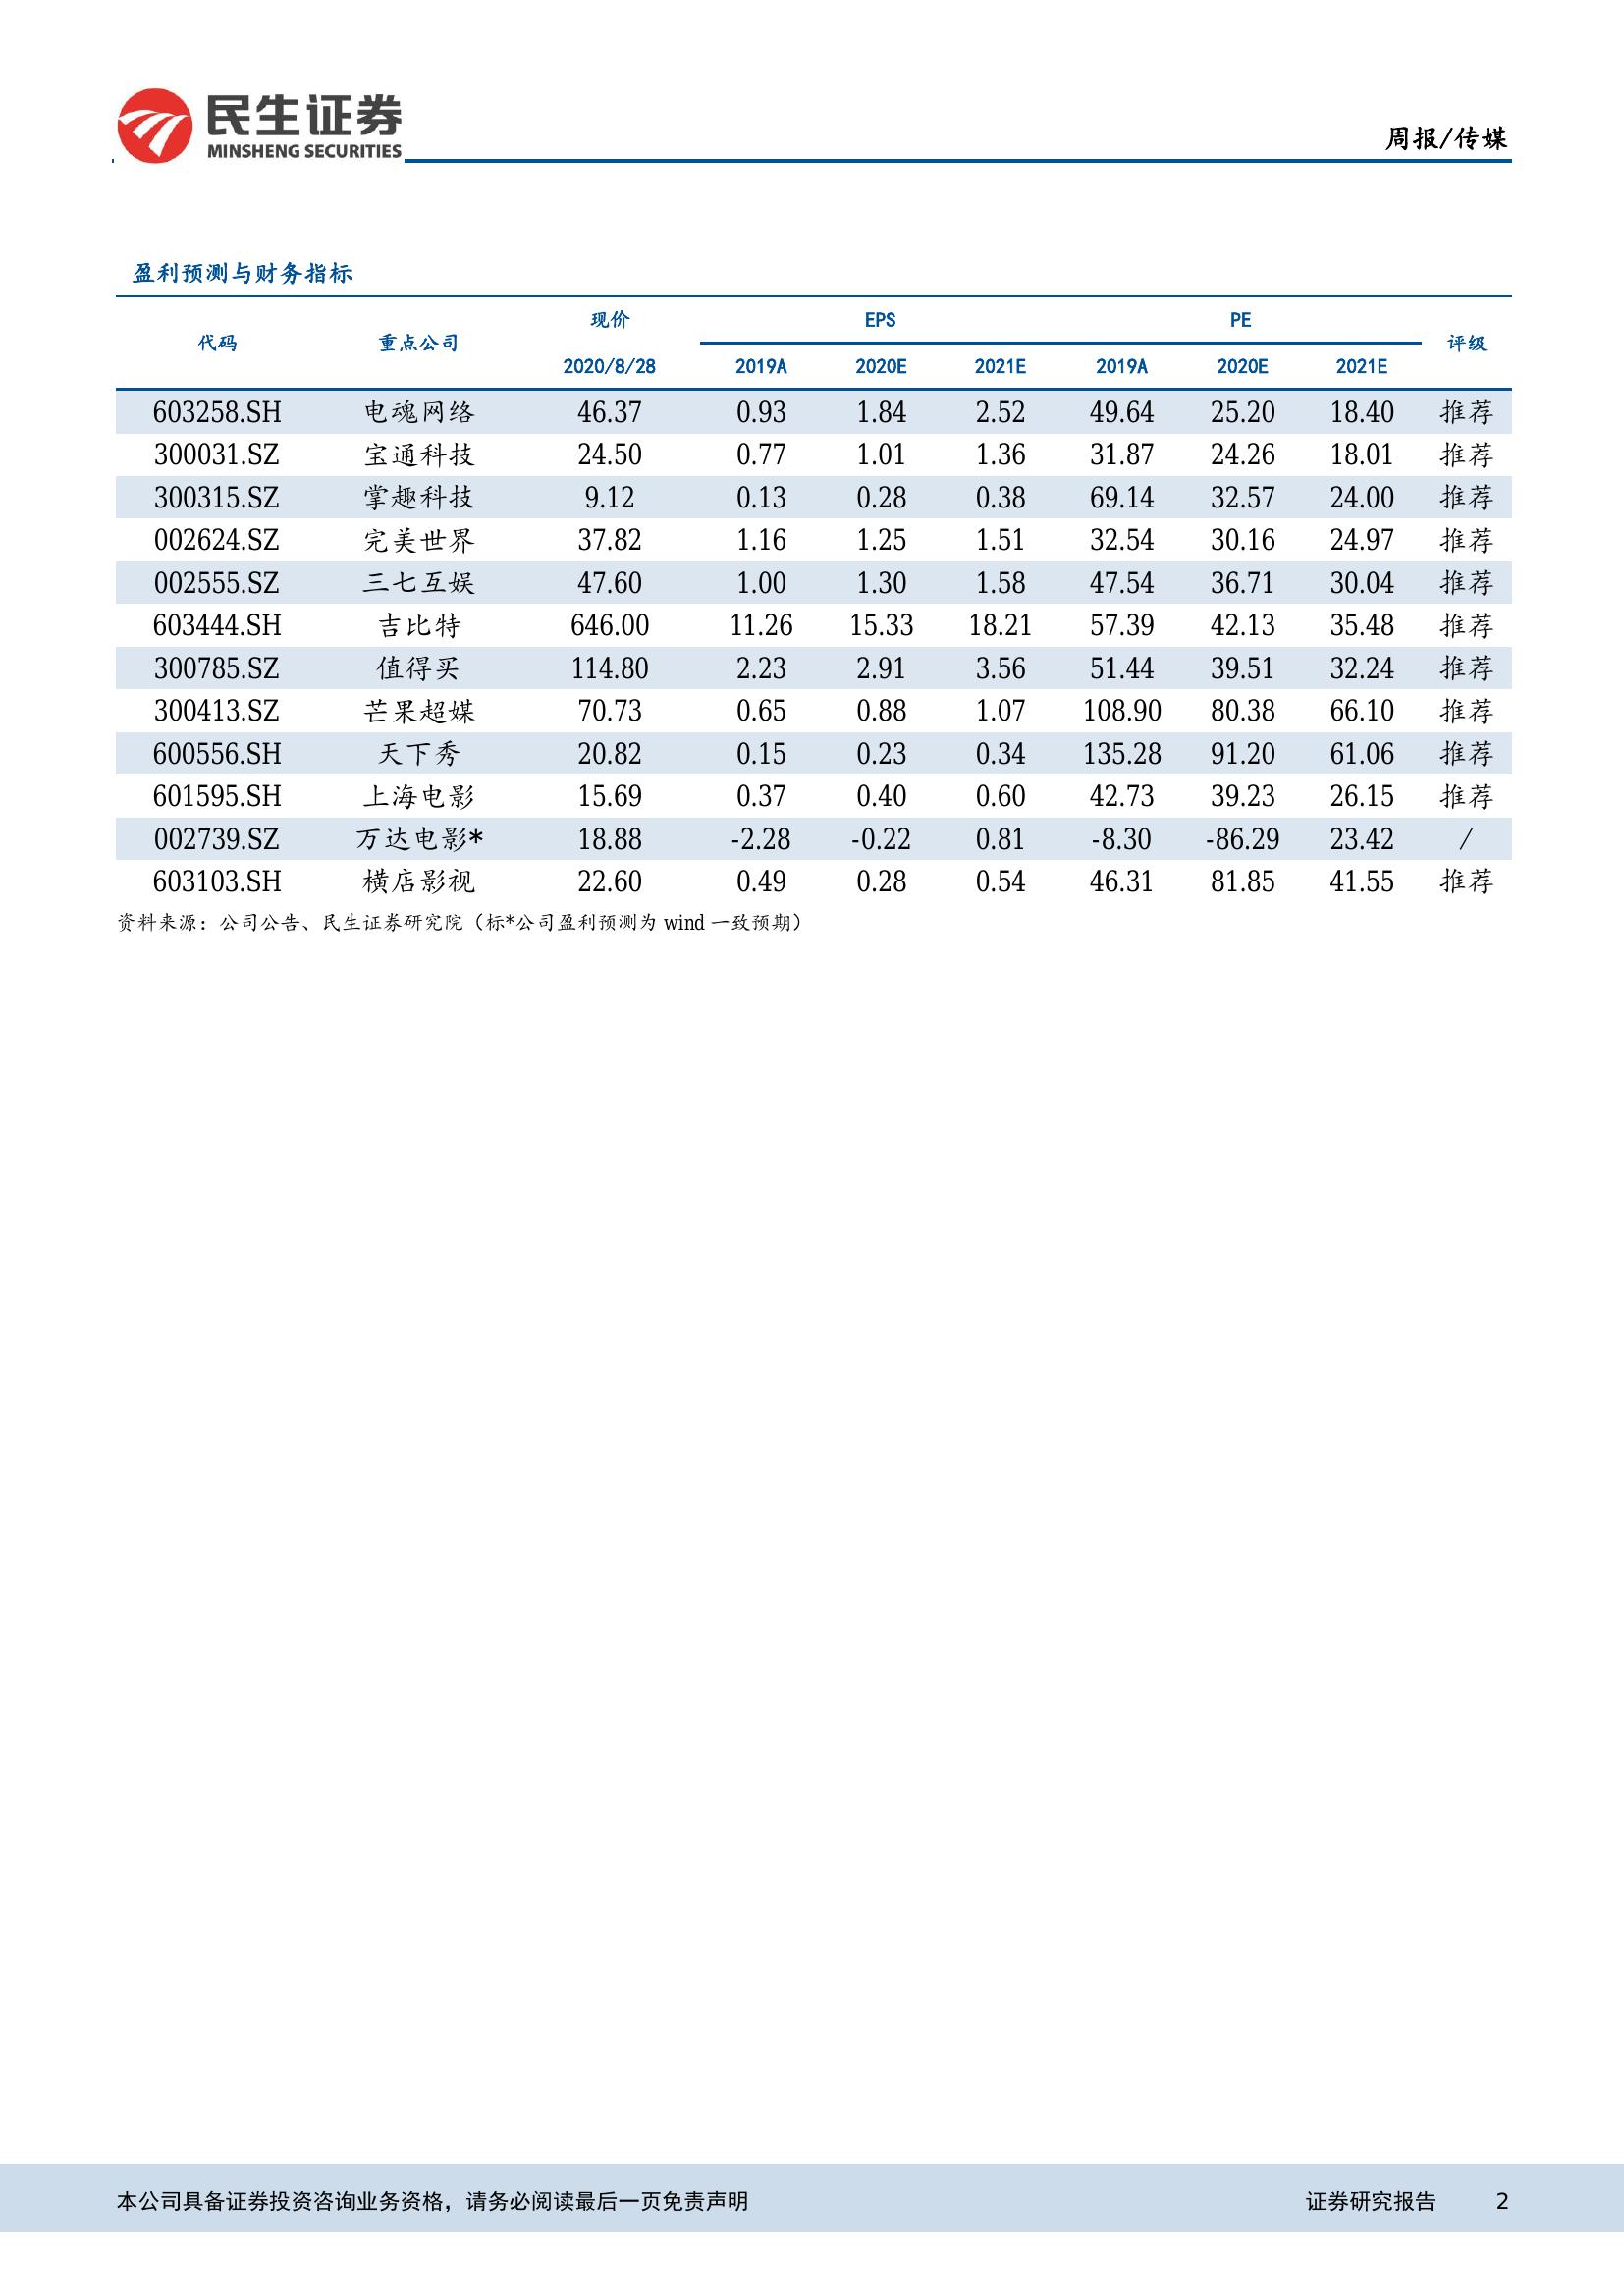 民生证券
MINSHENG SECURITIES
周报/传媒
盈利预测与财务指标
代码 重点公司 现价 EPS PE 评级
2020/8/28 2019A 2020E 2021E 2019A 2020E 2021E
603258.SH 电魂网络 46.37 0.93 1.84 2.52 49.64 25.20 18.40 推荐
300031.SZ 宝通科技 24.50 0.77 1.01 1.36 31.87 24.26 18.01 推荐
300315.SZ 掌趣科技 9.12 0.13 0.28 0.38 69.14 32.57 24.00 推荐
002624.SZ 完美世界 37.82 1.16 1.25 1.51 32.54 30.16 24.97 推荐
002555.SZ 三七互娱 47.60 1.00 1.30 1.58 47.54 36.71 30.04 推荐
603444.SH 吉比特 646.00 11.26 15.33 18.21 57.39 42.13 35.48 推荐
300785.SZ 值得买 114.80 2.23 2.91 3.56 51.44 39.51 32.24 推荐
300413.SZ 芒果超媒 70.73 0.65 0.88 1.07 108.90 80.38 66.10 推荐
600556.SH 天下秀 20.82 0.15 0.23 0.34 135.28 91.20 61.06 推荐
601595.SH 上海电影 15.69 0.37 0.40 0.60 42.73 39.23 26.15 推荐
002739.SZ 万达电影* 18.88 -2.28 -0.22 0.81 -8.30 -86.29 23.42 /
603103.SH 横店影视 22.60 0.49 0.28 0.54 46.31 81.85 41.55 推荐
资料来源：公司公告、民生证券研究院（标*公司盈利预测为 wind 一致预期）
本公司具备证券投资咨询业务资格，请务必阅读最后一页免责声明 证券研究报告 2